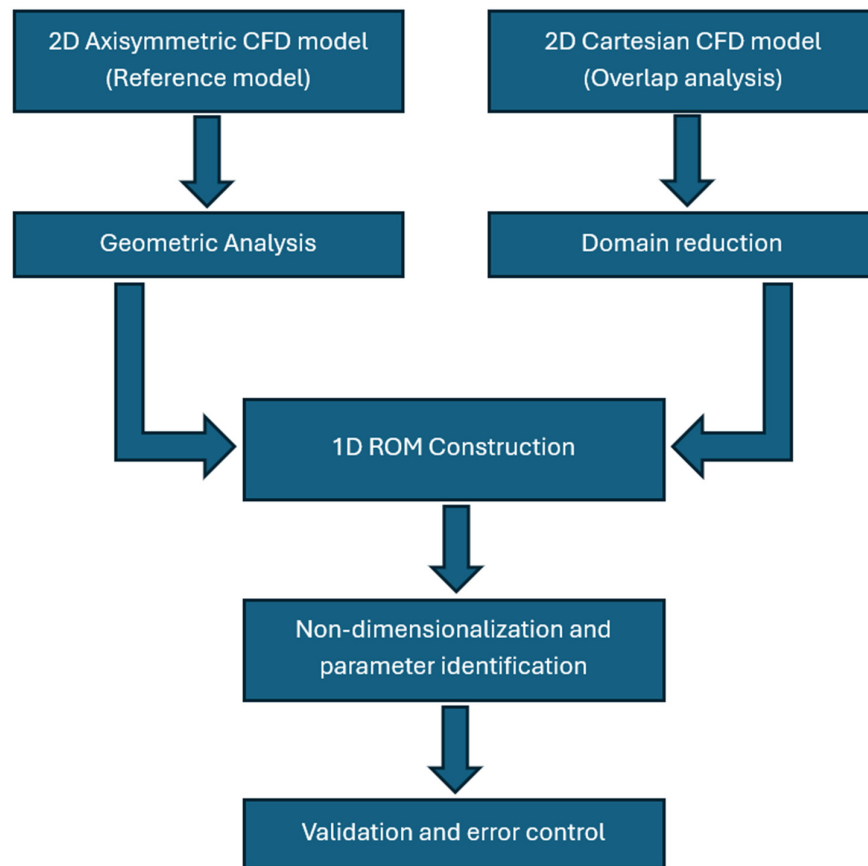 2D Axisymmetric CFD model
(Reference model)
2D Cartesian CFD model
(Overlap analysis)
Geometric Analysis
Domain reduction
1D ROM Construction
Non-dimensionalization and
parameter identification
Validation and error control